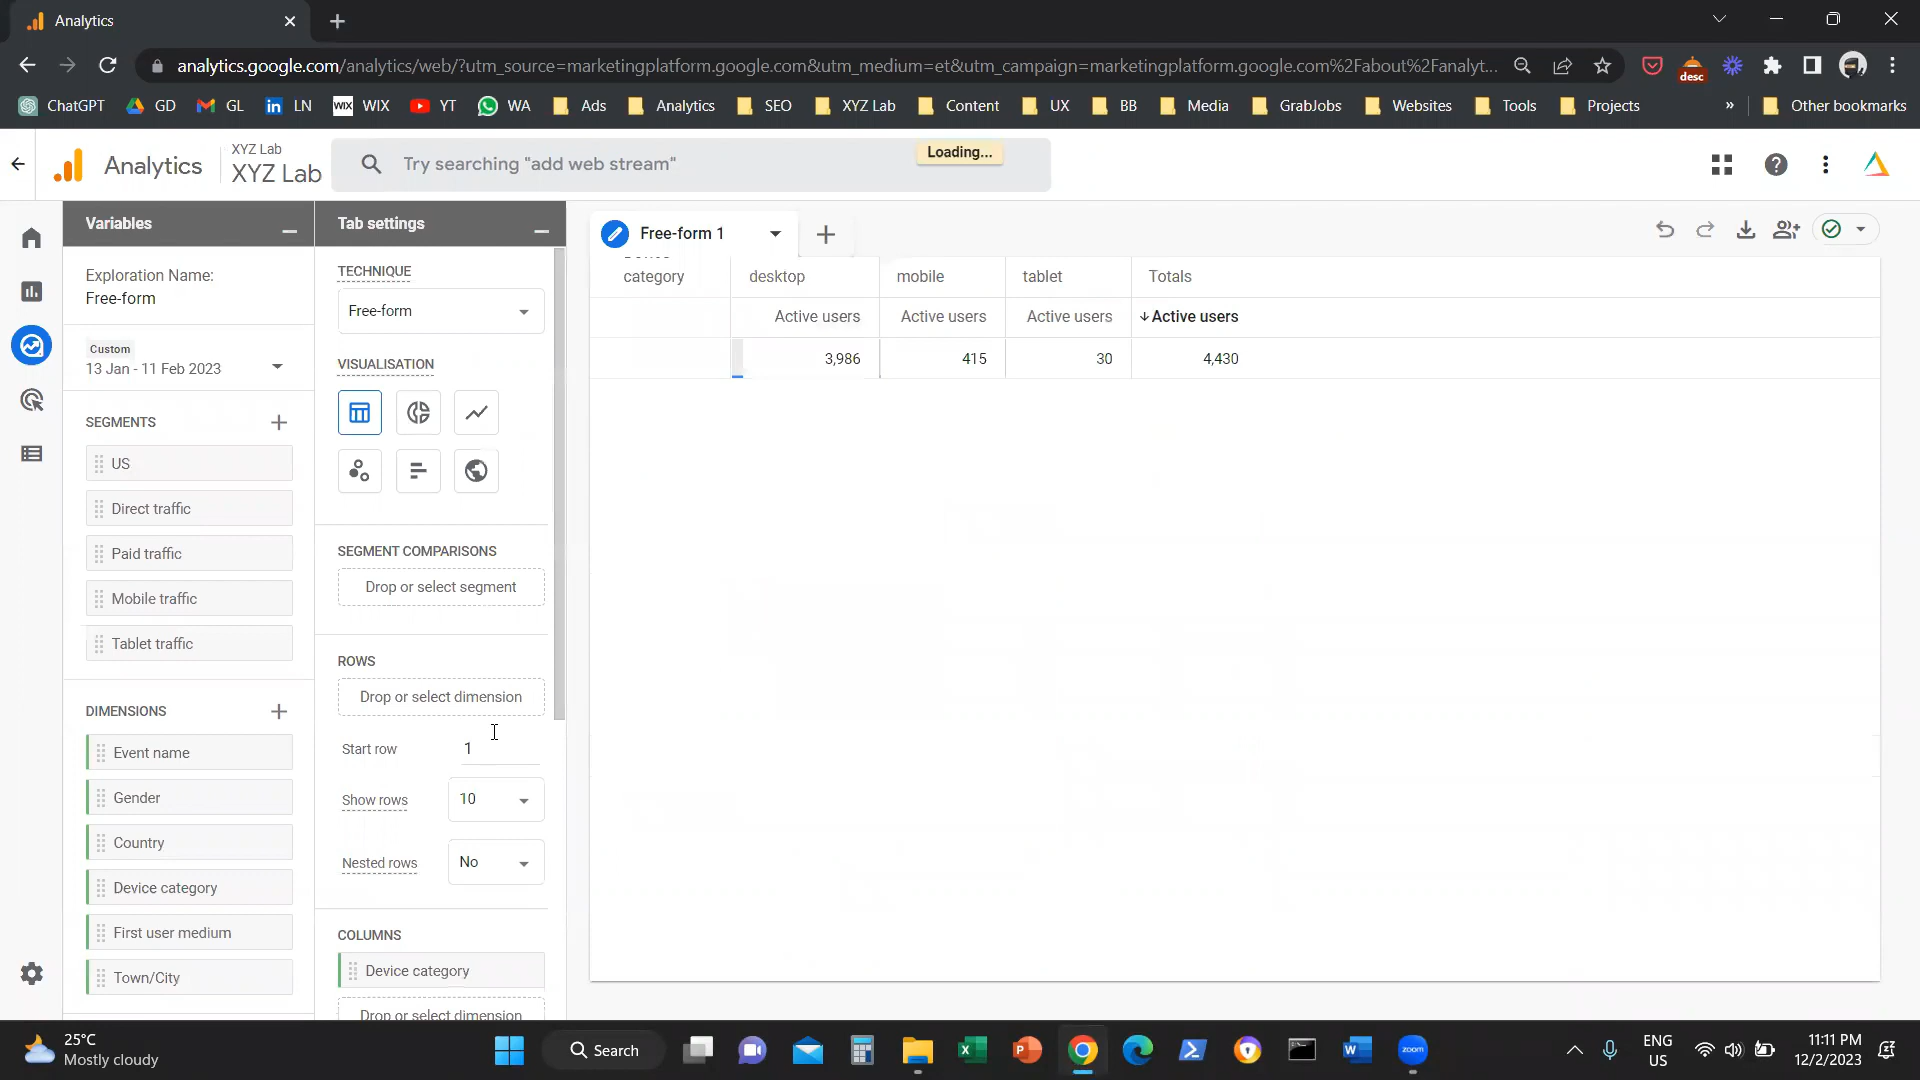 Analytics
analytics.google.com/analytics/web/?utm_source=marketingplatform.google.com&utm_medium=et&utm_campaign=marketingplatform.google.com%2Fabout%2Fanalyt...
desc
ChatGPT
GD
GL
LN
WIX
WIX
YT
WA
Ads
Analytics
SEO
XYZ Lab
Content
UX
BB
Media
GrabJobs
Websites
Tools
Projects
»
Other bookmarks
Analytics
XYZ Lab
XYZ Lab
Try searching "add web stream"
Loading...
Variables
Exploration Name:
Free-form
Custom
13 Jan - 11 Feb 2023
SEGMENTS
US
Direct traffic
Paid traffic
Mobile traffic
Tablet traffic
DIMENSIONS
Event name
Gender
Country
Device category
First user medium
Town/City
Tab settings
TECHNIQUE
Free-form
VISUALISATION
SEGMENT COMPARISONS
Drop or select segment
ROWS
Drop or select dimension
Start row 1
Show rows 10
Nested rows No
COLUMNS
Device category
Drop or select dimension
Free-form 1
category desktop mobile tablet Totals
Active users Active users Active users ↓Active users
3,986 415 30 4,430
25°C
Mostly cloudy
Search
zoom
ENG
US
11:11 PM
12/2/2023